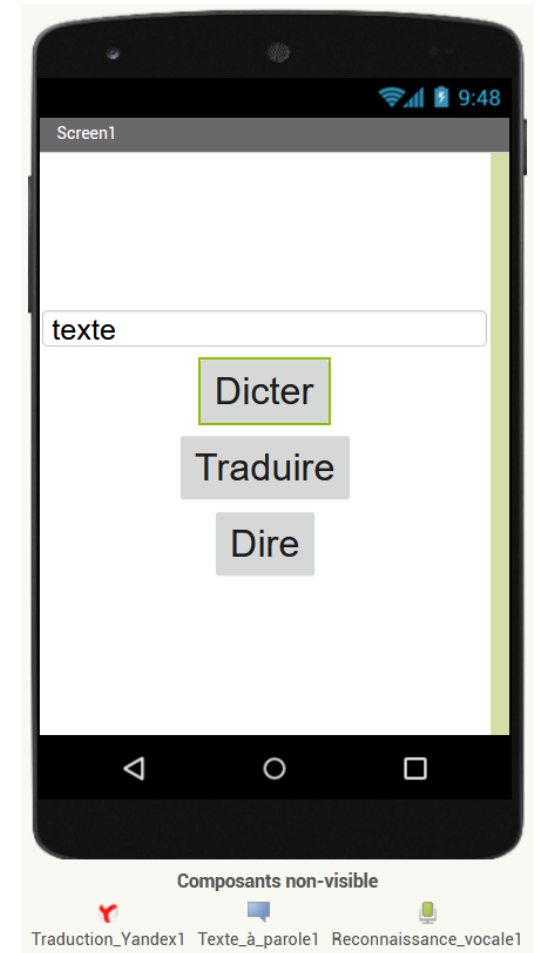 9:48
Screen1
texte
Dicter
Traduire
Dire
Composants non-visible
Traduction_Yandex1 Texte_à_parole1 Reconnaissance_vocale1